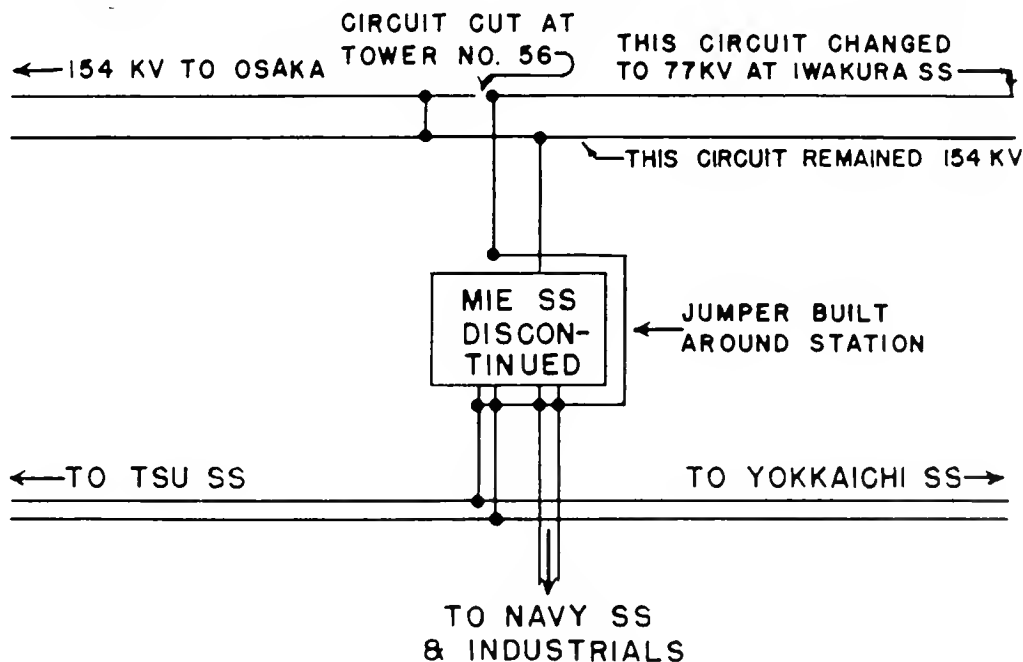 CIRCUIT CUT AT
TOWER NO. 56
THIS CIRCUIT CHANGED
TO 77KV AT IWAKURA SS
154 KV TO OSAKA
THIS CIRCUIT REMAINED 154 KV
MIE SS
DISCON-
TINUED
JUMPER BUILT
AROUND STATION
TO TSU SS
TO YOKKAICHI SS
TO NAVY SS
& INDUSTRIALS